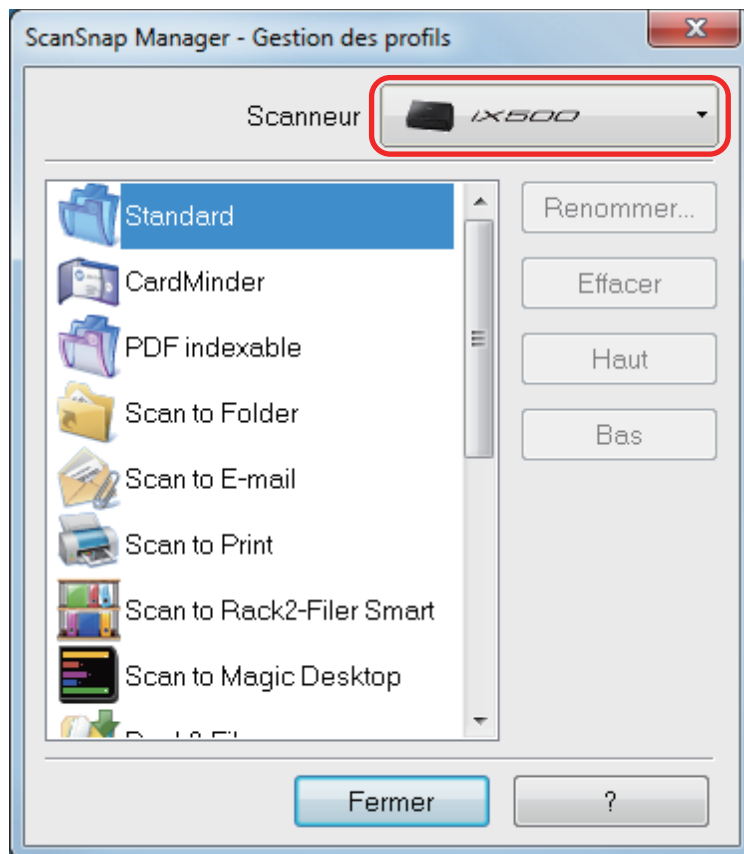 ScanSnap Manager - Gestion des profils
Scanneur
iX500
Standard
Renommer...
CardMinder
Effacer
PDF indexable
Haut
Scan to Folder
Bas
Scan to E-mail
Scan to Print
Scan to Rack2-Filer Smart
Scan to Magic Desktop
Fermer
?